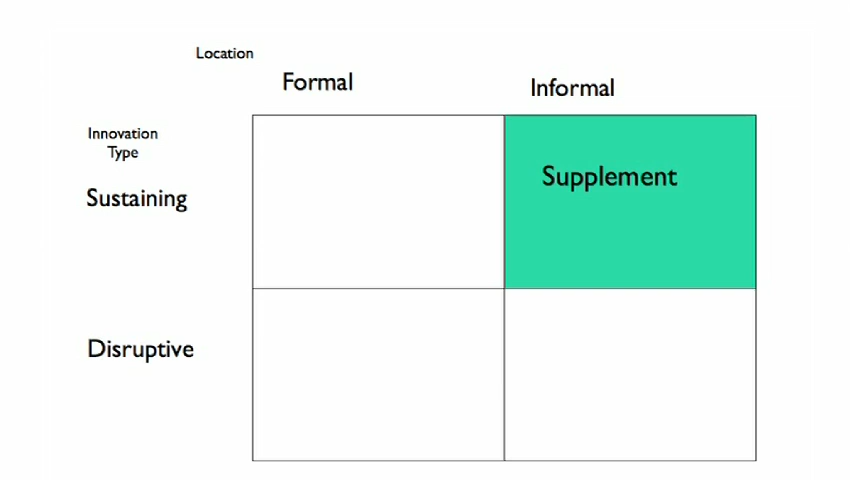 Location
Formal
Informal
Innovation
Type
Sustaining
Supplement
Disruptive